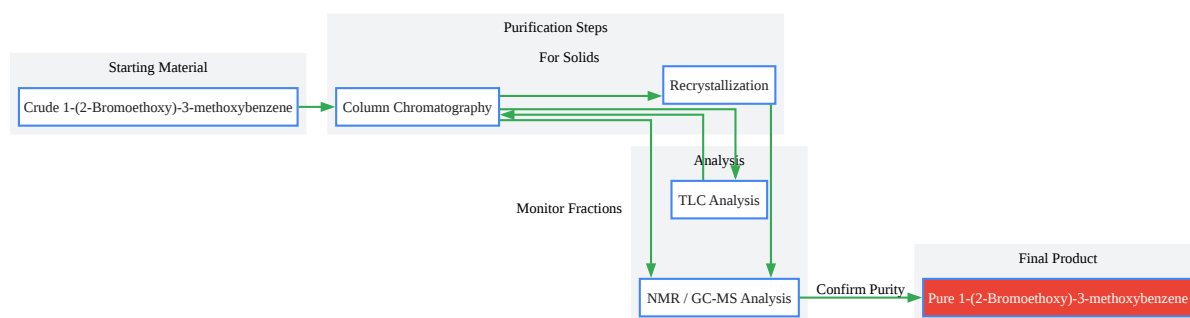 Purification Steps
For Solids
Starting Material
Recrystallization
Crude 1-(2-Bromoethoxy)-3-methoxybenzene
Column Chromatography
Analysis
TLC Analysis
Monitor Fractions
Final Product
Confirm Purity
NMR / GC-MS Analysis
Pure 1-(2-Bromoethoxy)-3-methoxybenzene